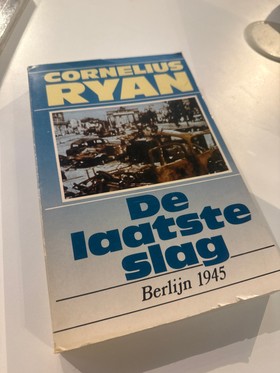 CORNELIUS
RYAN
De
laatste
slag
Berlijn 1945